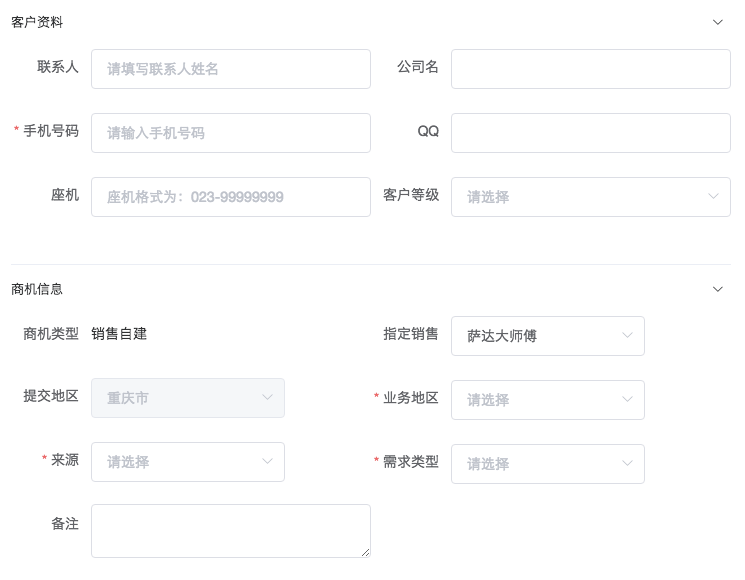 客户资料
联系人 请填写联系人姓名 公司名
* 手机号码 请输入手机号码 QQ
座机 座机格式为：023-99999999 客户等级 请选择
商机信息
商机类型 销售自建 指定销售 萨达大师傅
提交地区 重庆市 * 业务地区 请选择
* 来源 请选择 * 需求类型 请选择
备注